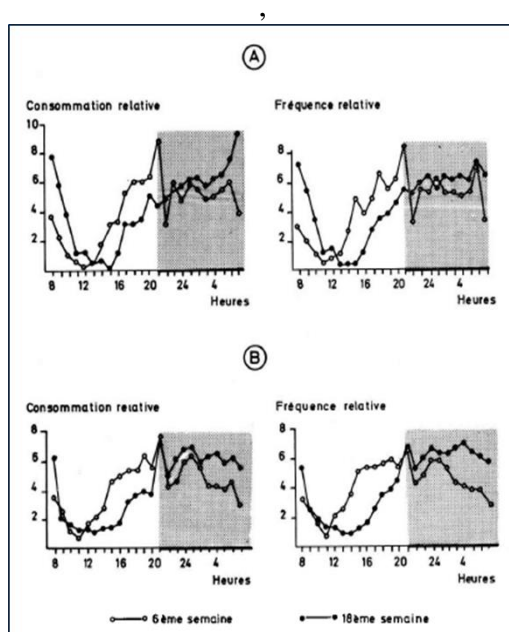 ,
A
Consommation relative Fréquence relative
10
8 8
6 6
4 4
2 2
8 12 16 20 24 4 8 12 16 20 24 4
Heures Heures
B
Consommation relative Fréquence relative
8 8
6 6
4 4
2 2
8 12 16 20 24 4 8 12 16 20 24 4
Heures Heures
6ème semaine 18ème semaine